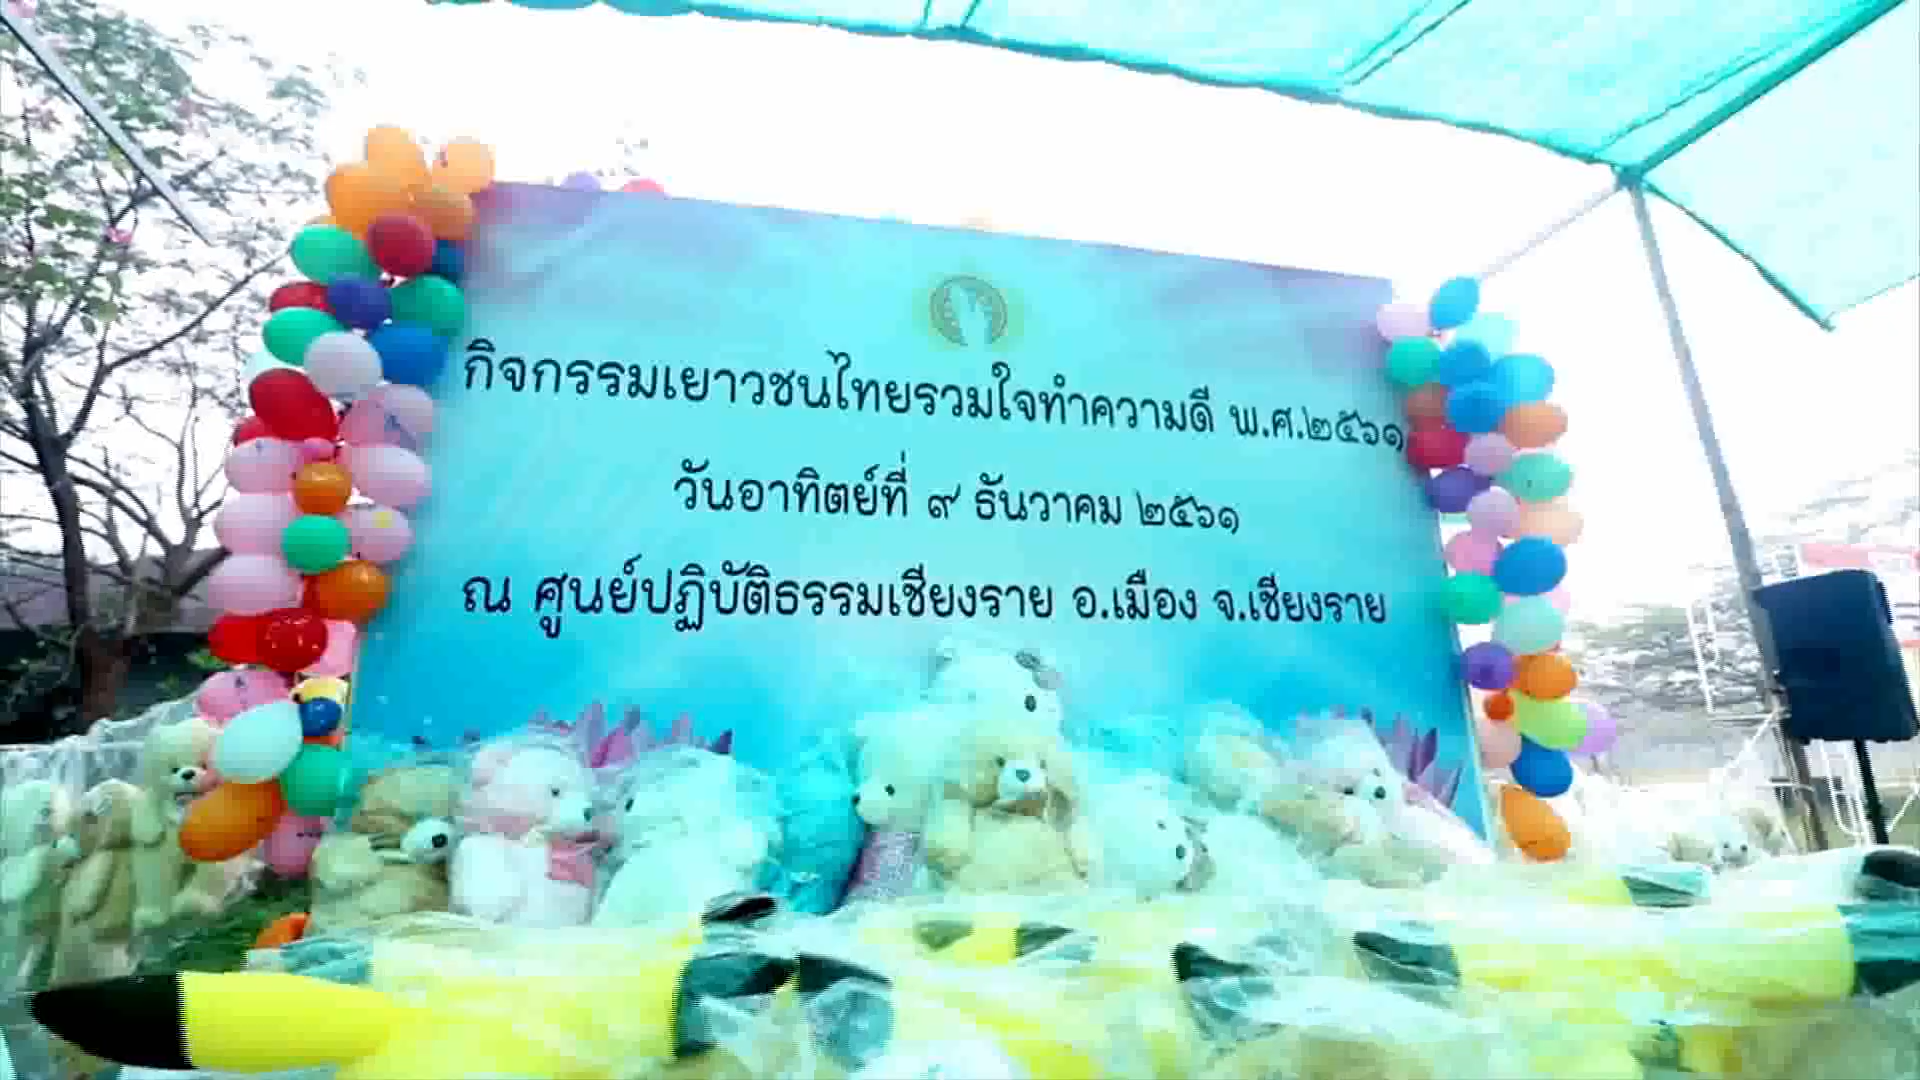 กิจกรรมเยาวชนไทยรวมใจทำความดี พ.ศ.๒๕๖๑
วันอาทิตย์ที่ ๙ ธันวาคม ๒๕๖๑
ณ ศูนย์ปฏิบัติธรรมเชียงราย อ.เมือง จ.เชียงราย